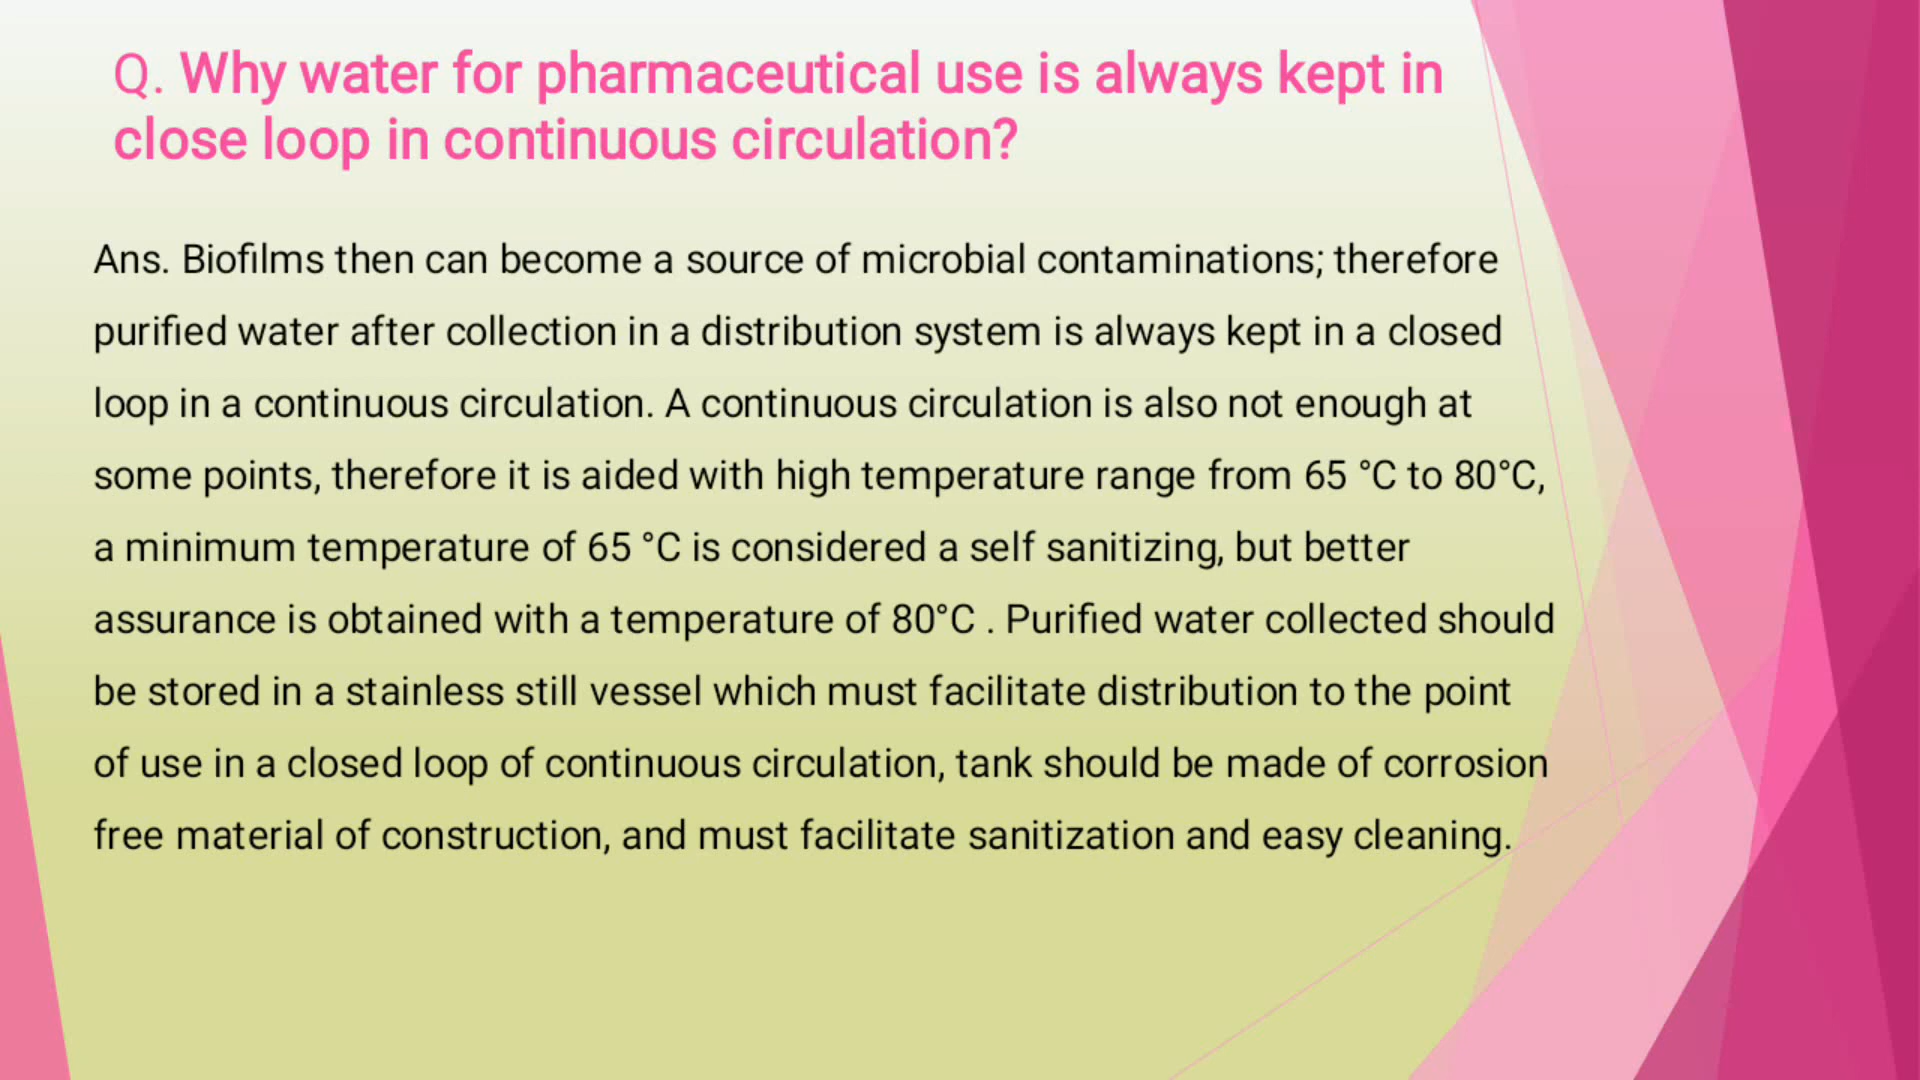 Q. Why water for pharmaceutical use is always kept in
close loop in continuous circulation?
Ans. Biofilms then can become a source of microbial contaminations; therefore
purified water after collection in a distribution system is always kept in a closed
loop in a continuous circulation. A continuous circulation is also not enough at
some points, therefore it is aided with high temperature range from 65 °C to 80°C,
a minimum temperature of 65 °C is considered a self sanitizing, but better
assurance is obtained with a temperature of 80°C . Purified water collected should
be stored in a stainless still vessel which must facilitate distribution to the point
of use in a closed loop of continuous circulation, tank should be made of corrosion
free material of construction, and must facilitate sanitization and easy cleaning.